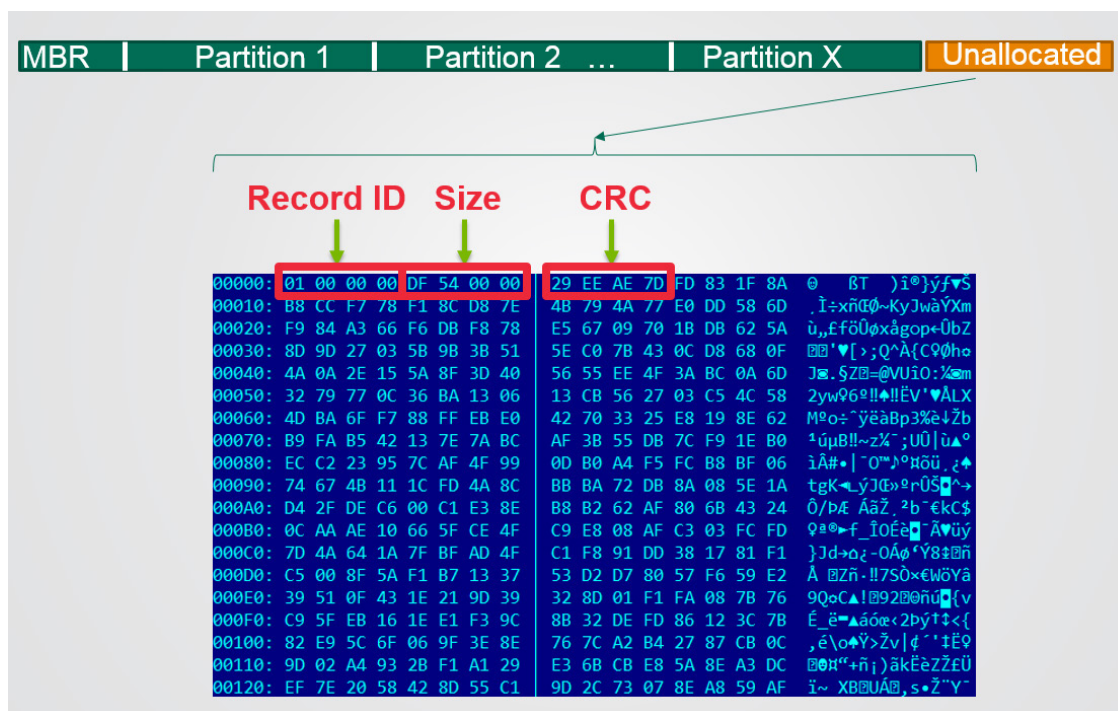 MBR Partition 1 Partition 2 ... Partition X Unallocated
Record ID Size CRC
00000: 01 00 00 00 DF 54 00 00 29 EE AE 7D FD 83 1F 8A
00010: B8 CC F7 78 F1 8C D8 7E 4B 79 4A 77 E0 DD 58 6D
00020: F9 84 A3 66 F6 DB F8 78 E5 67 09 70 1B DB 62 5A
00030: 8D 9D 27 03 5B 9B 3B 51 5E C0 7B 43 0C D8 68 0F
00040: 4A 0A 2E 15 5A 8F 3D 40 56 55 EE 4F 3A BC 0A 6D
00050: 32 79 77 0C 36 BA 13 06 13 CB 56 27 03 C5 4C 58
00060: 4D BA 6F F7 88 FF EB E0 42 70 33 25 E8 19 8E 62
00070: B9 FA B5 42 13 7E 7A BC AF 3B 55 DB 7C F9 1E B0
00080: EC C2 23 95 7C AF 4F 99 0D B0 A4 F5 FC B8 BF 06
00090: 74 67 4B 11 1C FD 4A 8C BB BA 72 DB 8A 08 5E 1A
000A0: D4 2F DE C6 00 C1 E3 8E B8 B2 62 AF 80 6B 43 24
000B0: 0C AA AE 10 66 5F CE 4F C9 E8 08 AF C3 03 FC FD
000C0: 7D 4A 64 1A 7F BF AD 4F C1 F8 91 DD 38 17 81 F1
000D0: C5 00 8F 5A F1 B7 13 37 53 D2 D7 80 57 F6 59 E2
000E0: 39 51 0F 43 1E 21 9D 39 32 8D 01 F1 FA 08 7B 76
000F0: C9 5F EB 16 1E E1 F3 9C 8B 32 DE FD 86 12 3C 7B
00100: 82 E9 5C 6F 06 9F 3E 8E 76 7C A2 B4 27 87 CB 0C
00110: 9D 02 A4 93 2B F1 A1 29 E3 6B CB E8 5A 8E A3 DC
00120: EF 7E 20 58 42 8D 55 C1 9D 2C 73 07 8E A8 59 AF